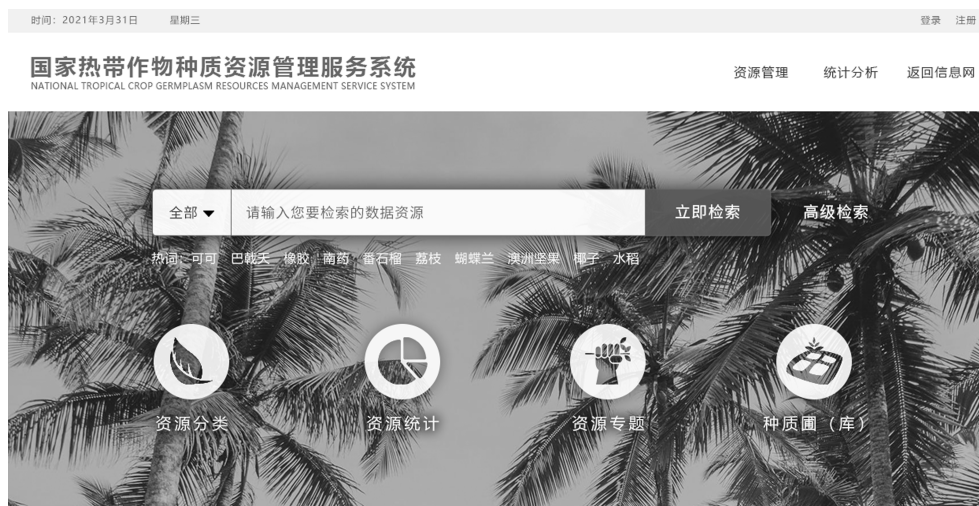 时间：2021年3月31日 星期三 登录 注册
国家热带作物种质资源管理服务系统
NATIONAL TROPICAL CROP GERMPLASM RESOURCES MANAGEMENT SERVICE SYSTEM
资源管理 统计分析 返回信息网
全部 请输入您要检索的数据资源 立即检索 高级检索
热词：可可 巴戟天 橡胶 南药 番石榴 荔枝 蝴蝶兰 澳洲坚果 椰子 水稻
资源分类 资源统计 资源专题 种质圃（库）